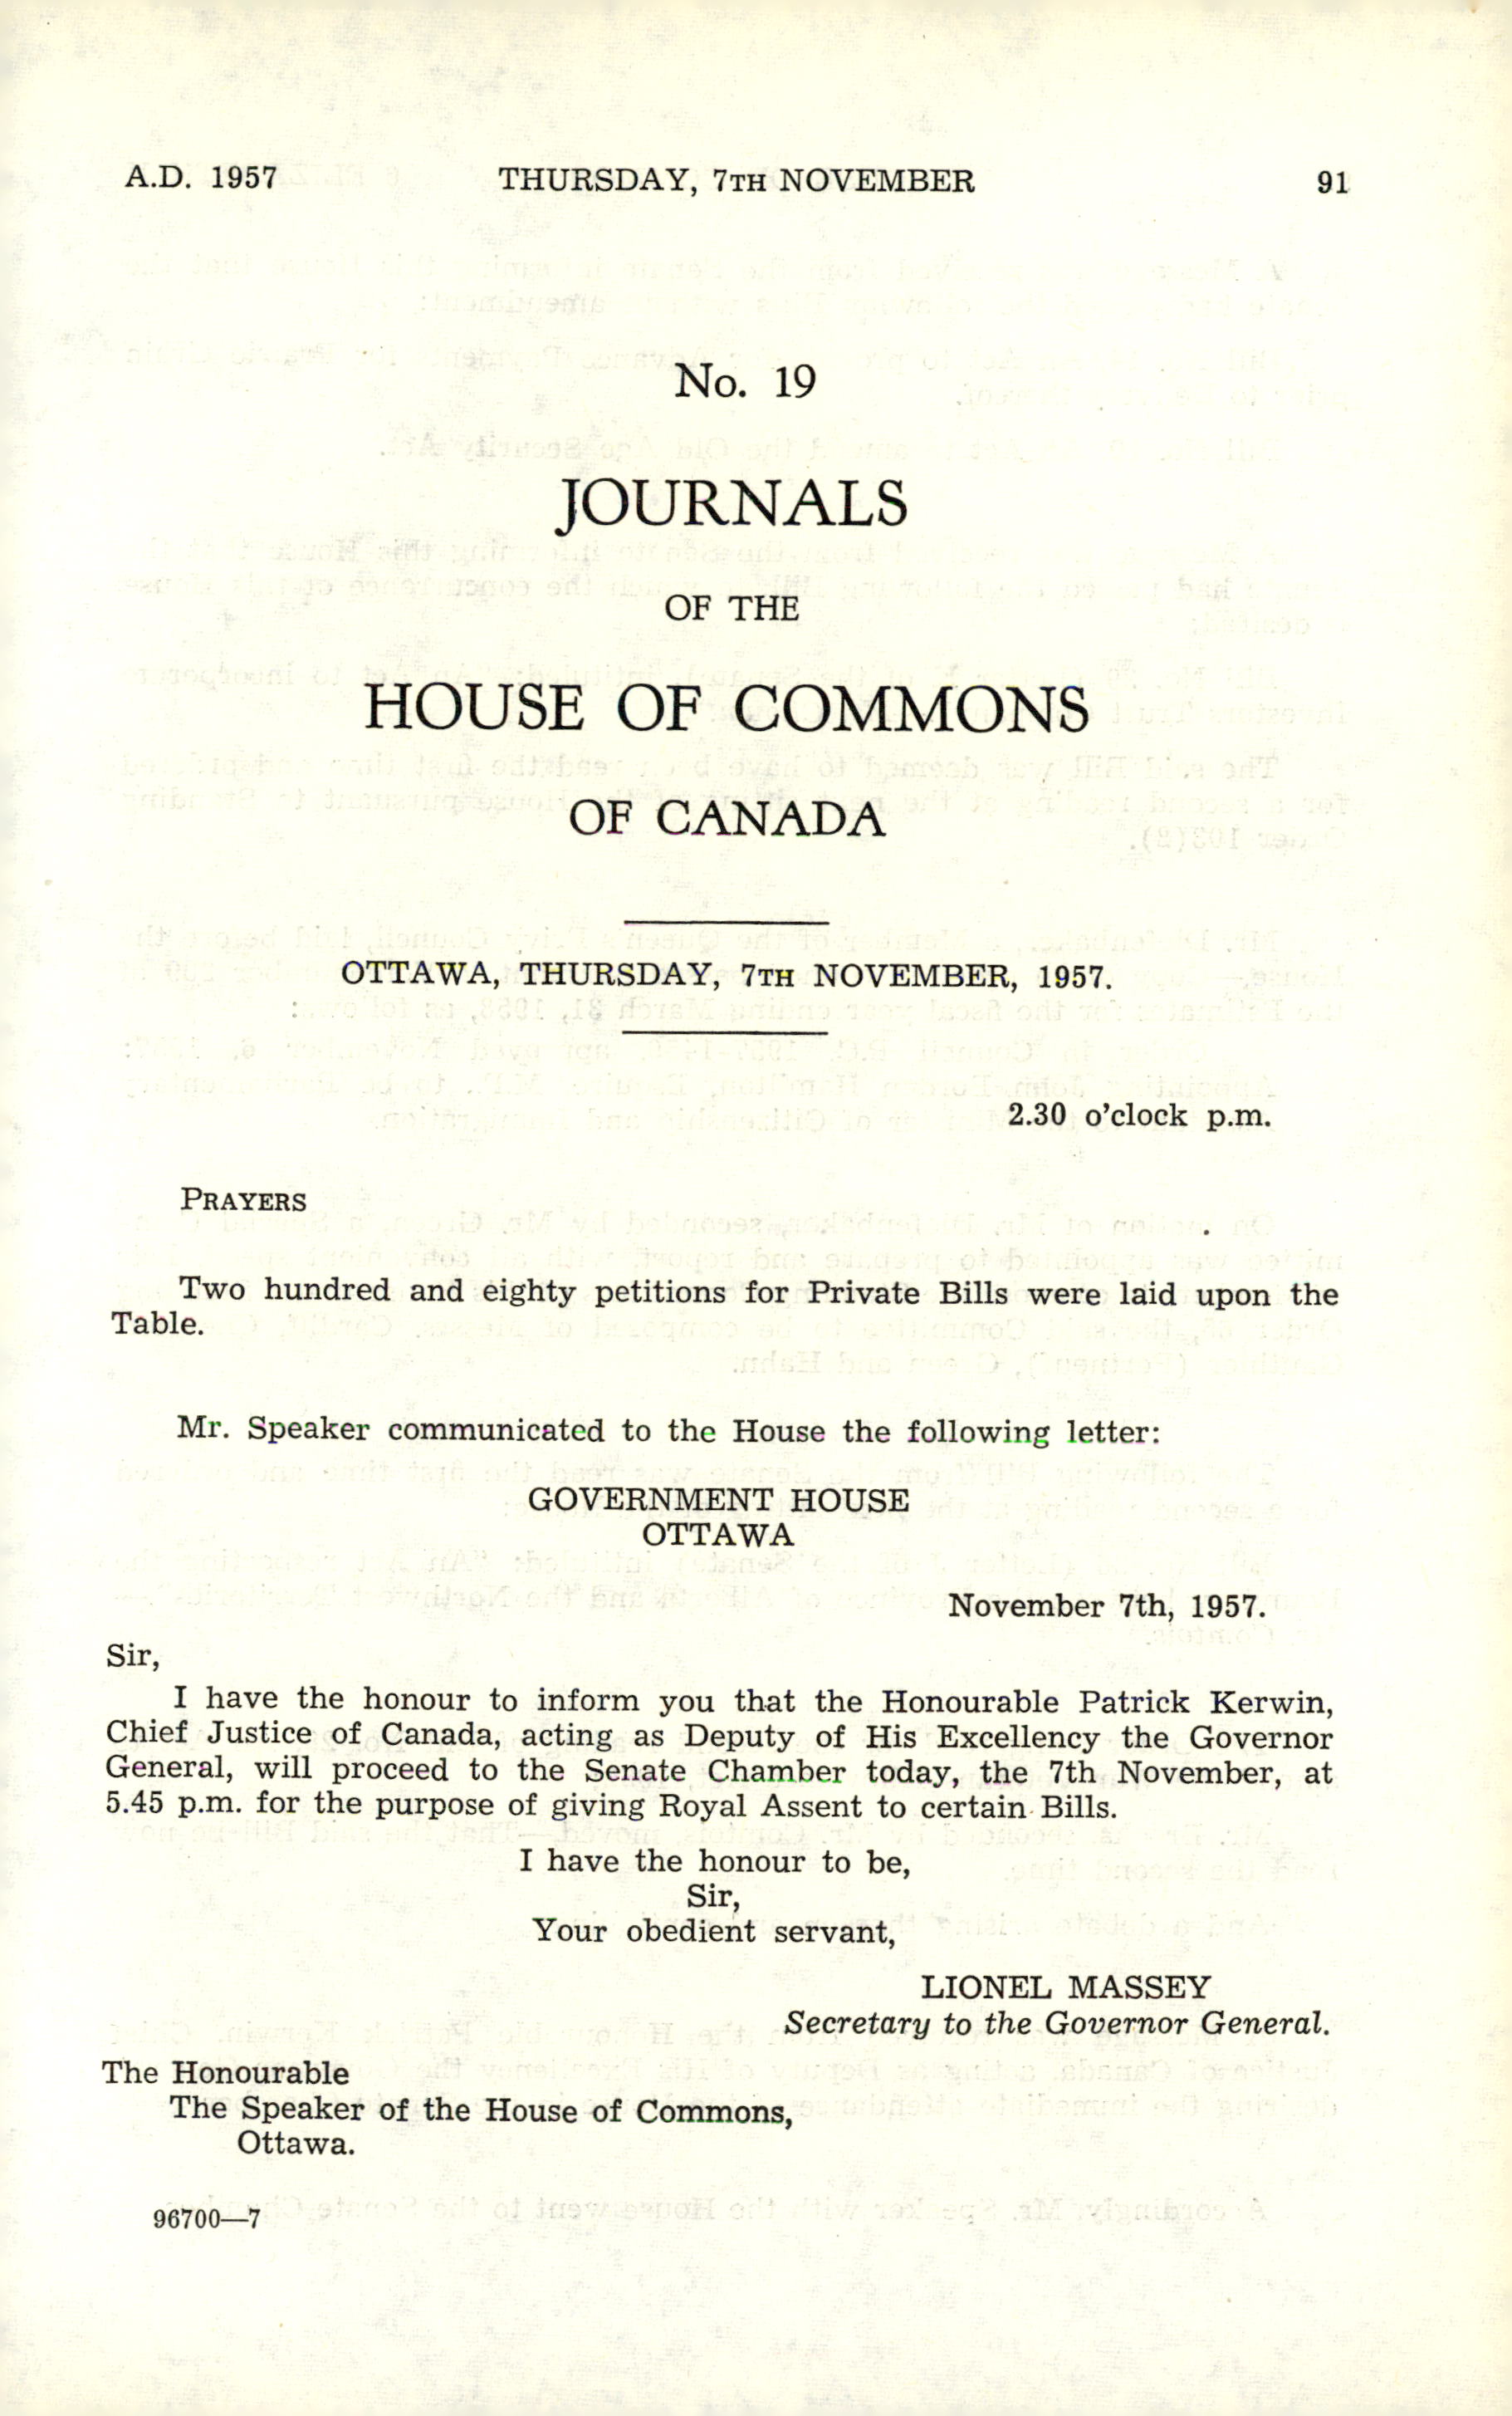 A.D. 1957 THURSDAY, 7TH NOVEMBER 91
No. 19
JOURNALS
OF THE
HOUSE OF COMMONS
OF CANADA
OTTAWA, THURSDAY, 7TH NOVEMBER, 1957.
2.30 o'clock p.m.
PRAYERS
Two hundred and eighty petitions for Private Bills were laid upon the
Table.
Mr. Speaker communicated to the House the following letter:
GOVERNMENT HOUSE
OTTAWA
November 7th, 1957.
Sir,
I have the honour to inform you that the Honourable Patrick Kerwin,
Chief Justice of Canada, acting as Deputy of His Excellency the Governor
General, will proceed to the Senate Chamber today, the 7th November, at
5.45 p.m. for the purpose of giving Royal Assent to certain Bills.
I have the honour to be,
Sir,
Your obedient servant,
LIONEL MASSEY
Secretary to the Governor General.
The Honourable
The Speaker of the House of Commons,
Ottawa.
96700—7